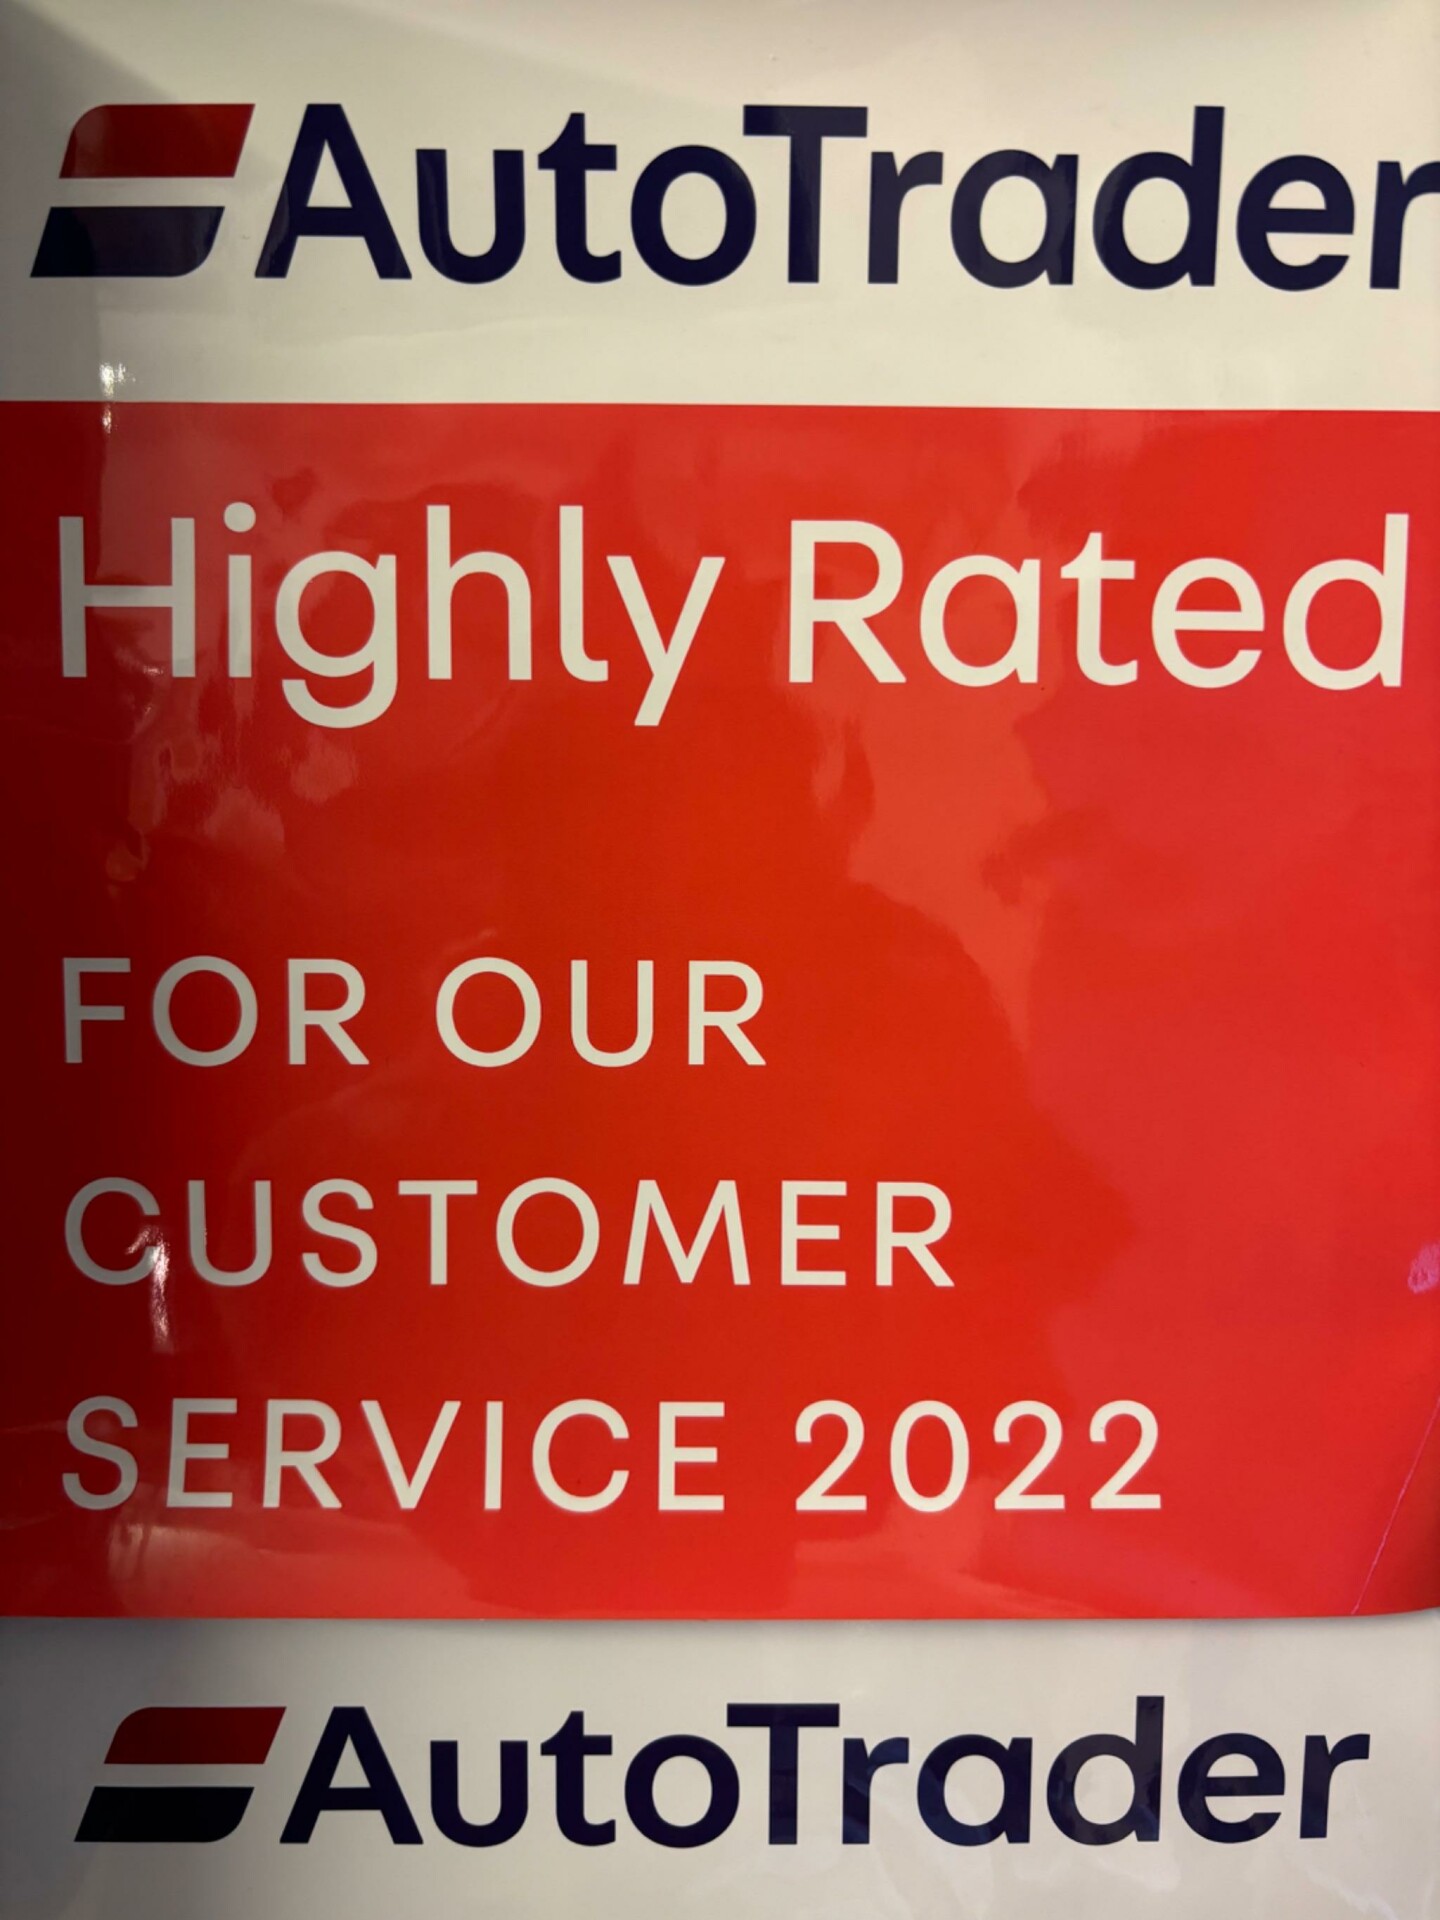 AutoTrader
Highly Rated
FOR OUR
CUSTOMER
SERVICE 2022
AutoTrader